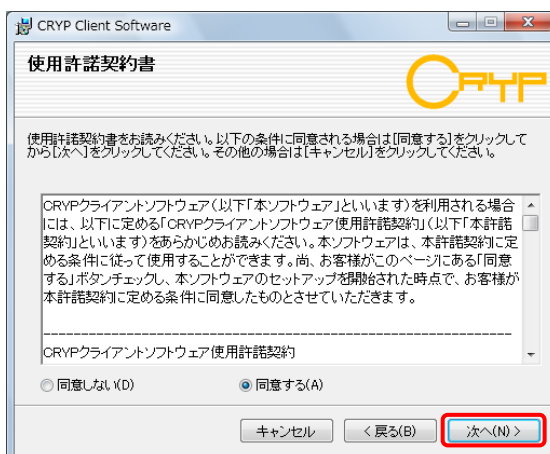 CRYP Client Software
使用許諾契約書
CRYP
使用許諾契約書をお読みください。以下の条件に同意される場合は[同意する]をクリックして
から[次へ]をクリックしてください。その他の場合は[キャンセル]をクリックしてください。
CRYPクライアントソフトウェア(以下「本ソフトウェア」といいます)を利用される場合
には、以下に定める「CRYPクライアントソフトウェア使用許諾契約」(以下「本許諾
契約」といいます)をあらかじめお読みください。本ソフトウェアは、本許諾契約に定
める条件に従って使用することができます。尚、お客様がこのページにある「同意
する」ボタンチェックし、本ソフトウェアのセットアップを開始された時点で、お客様が
本許諾契約に定める条件に同意したものとさせていただきます。
------------------------------------------------------------
CRYPクライアントソフトウェア使用許諾契約
同意しない(D)
同意する(A)
キャンセル
< 戻る(B)
次へ(N) >